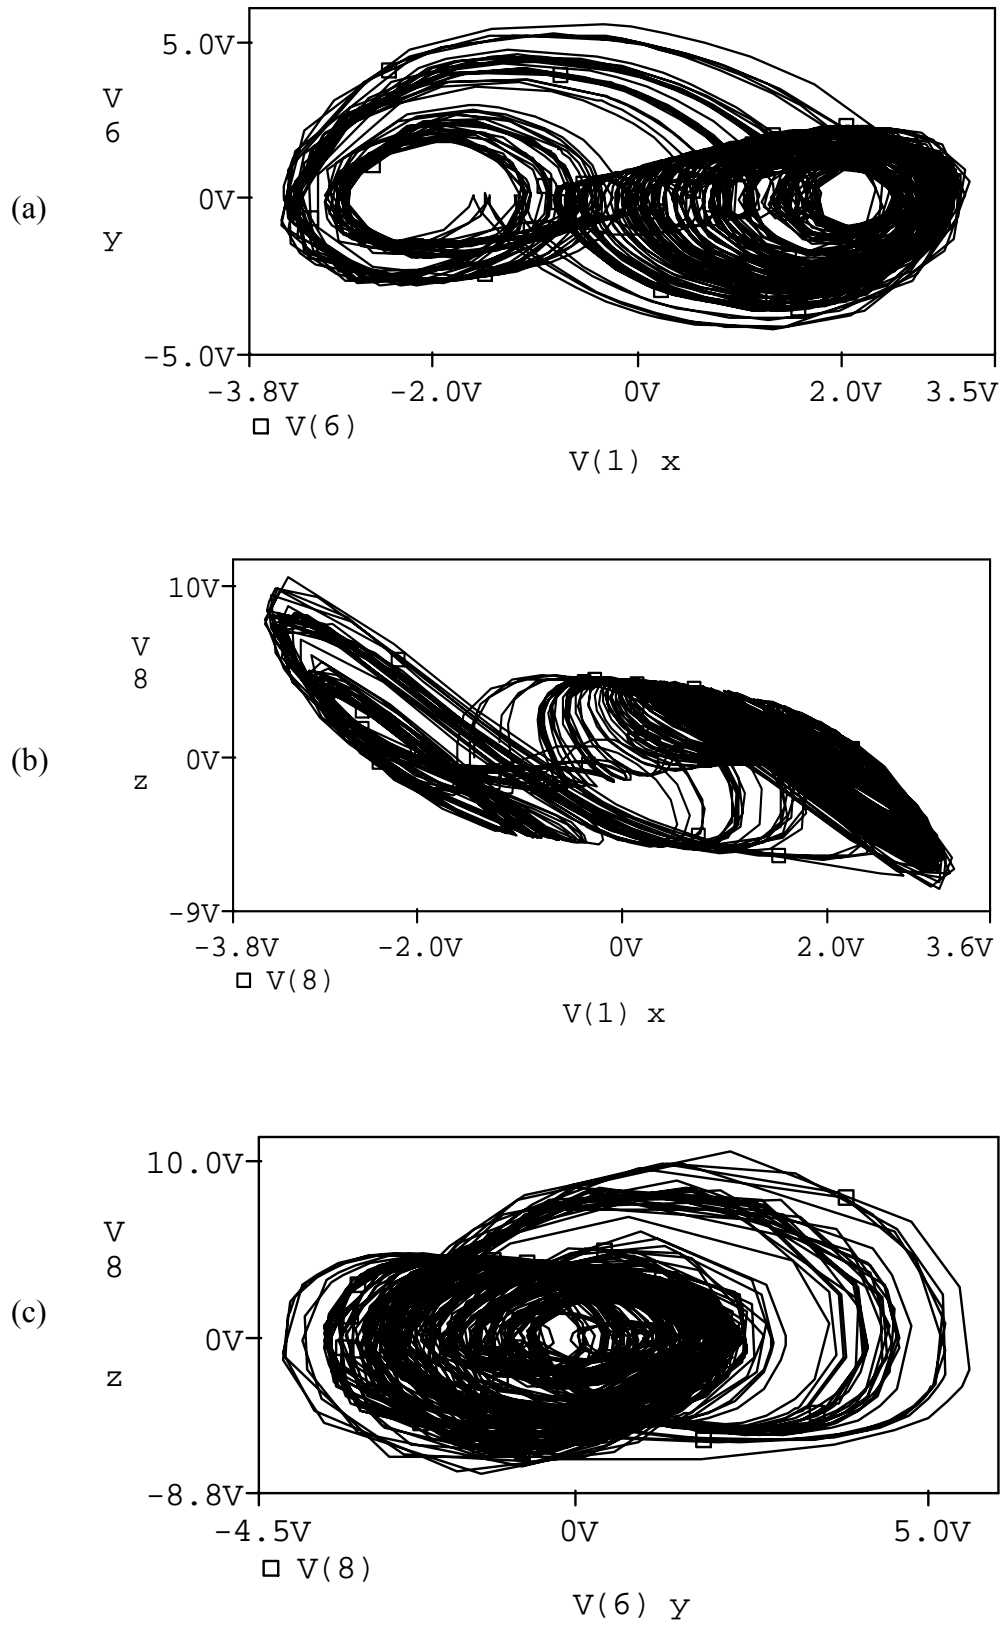 (a)
V
6
y
5.0V
0V
-5.0V
-3.8V -2.0V 0V 2.0V 3.5V
V(6)
V(1) x
(b)
V
8
z
10V
0V
-9V
-3.8V -2.0V 0V 2.0V 3.6V
V(8)
V(1) x
(c)
V
8
z
10.0V
0V
-8.8V
-4.5V 0V 5.0V
V(8)
V(6) y